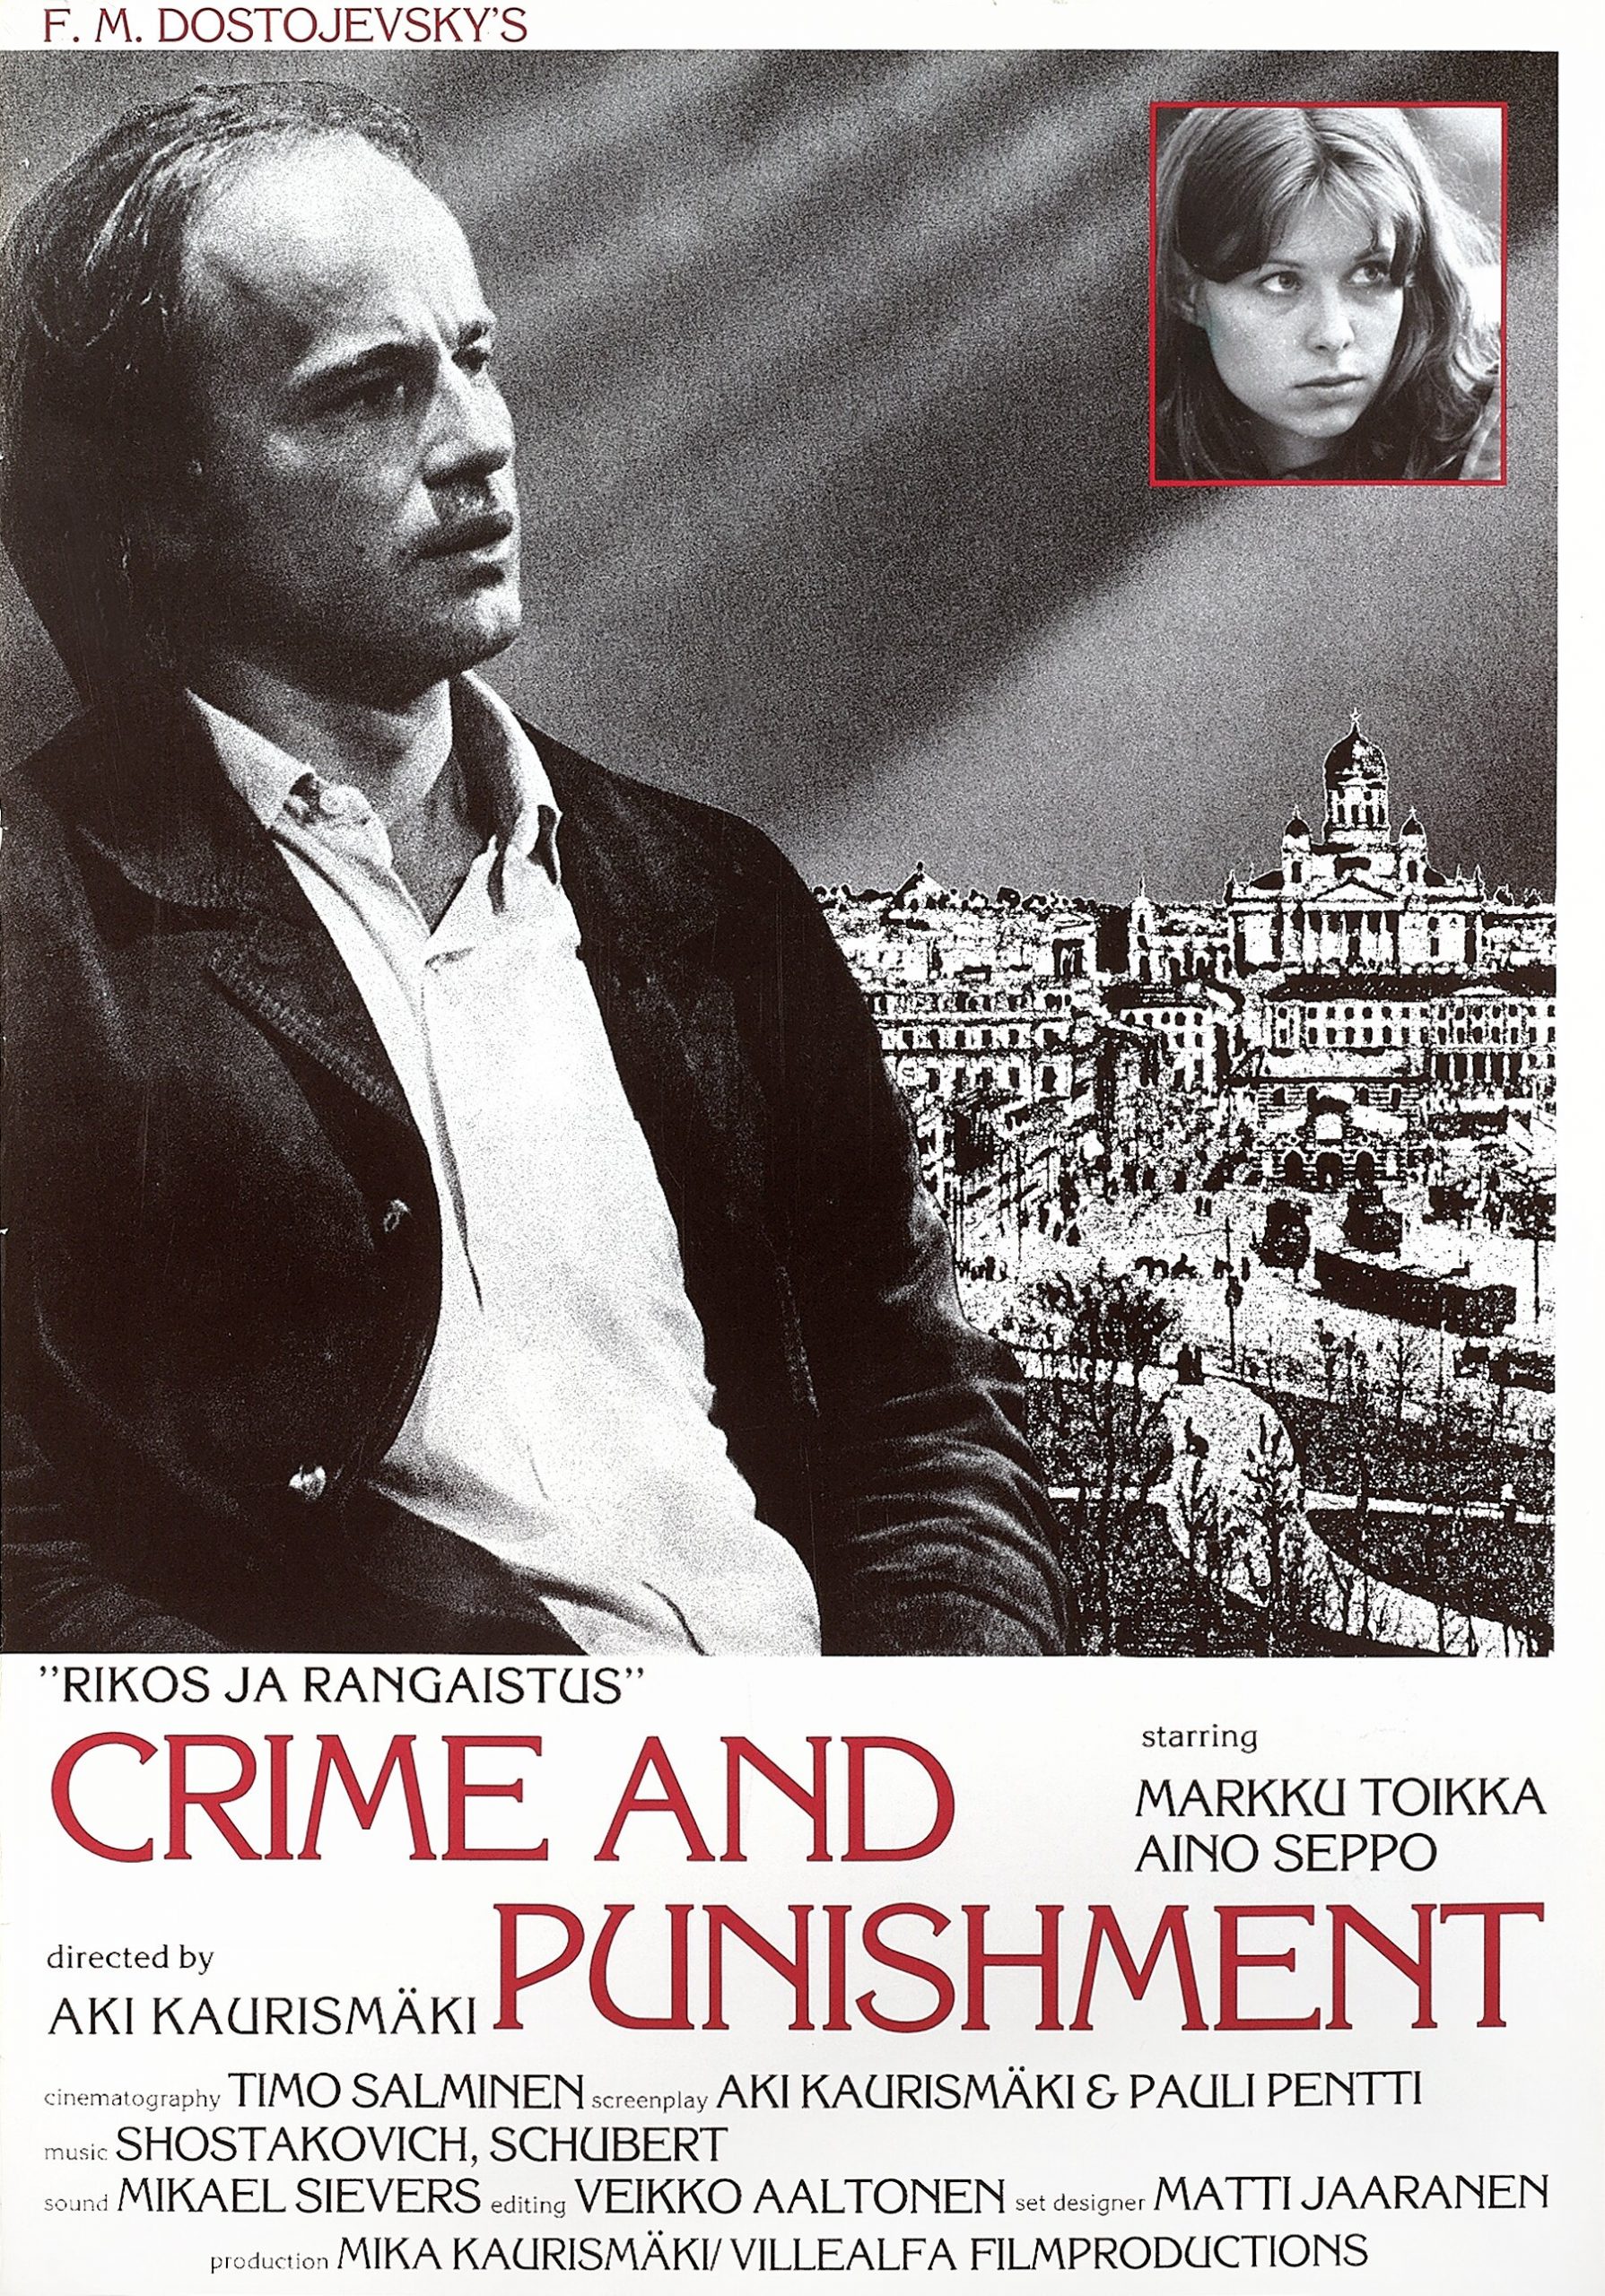 F. M. DOSTOJEVSKY'S
"RIKOS JA RANGAISTUS"
CRIME AND
PUNISHMENT
starring
MARKKU TOIKKA
AINO SEPPO
directed by
AKI KAURISMÄKI
cinematography TIMO SALMINEN screenplay AKI KAURISMÄKI & PAULI PENTTI
music SHOSTAKOVICH, SCHUBERT
sound MIKAEL SIEVERS editing VEIKKO AALTONEN set designer MATTI JAARANEN
production MIKA KAURISMÄKI/ VILLEALFA FILMPRODUCTIONS